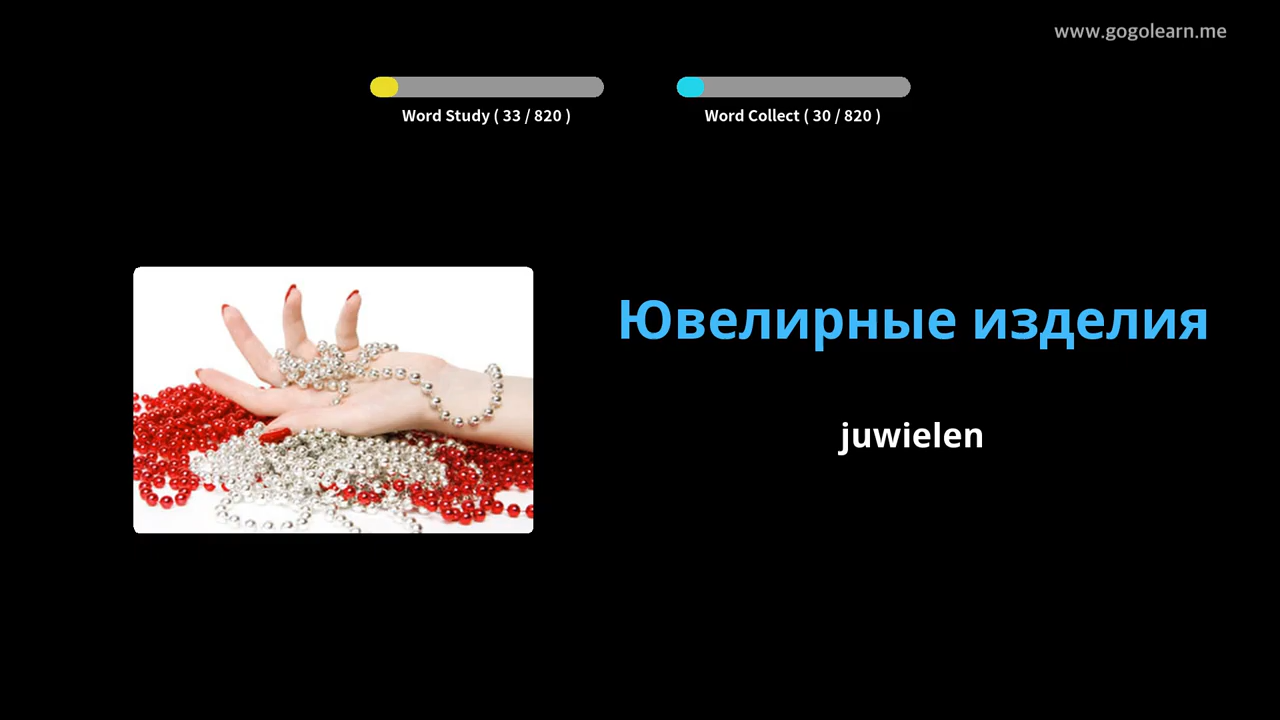 www.gogolearn.me
Word Study ( 33 / 820 )
Word Collect ( 30 / 820 )
Ювелирные изделия
juwielen